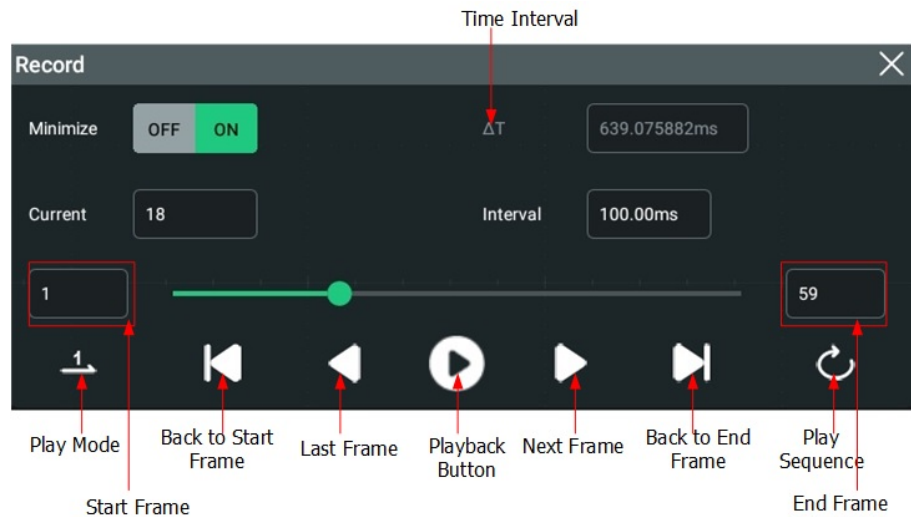 Time Interval
Record
Minimize OFF ON ΔT 639.075882ms
Current 18 Interval 100.00ms
1 59
1
Play Mode Back to Start Frame Last Frame Playback Button Next Frame Back to End Frame Play Sequence
Start Frame End Frame